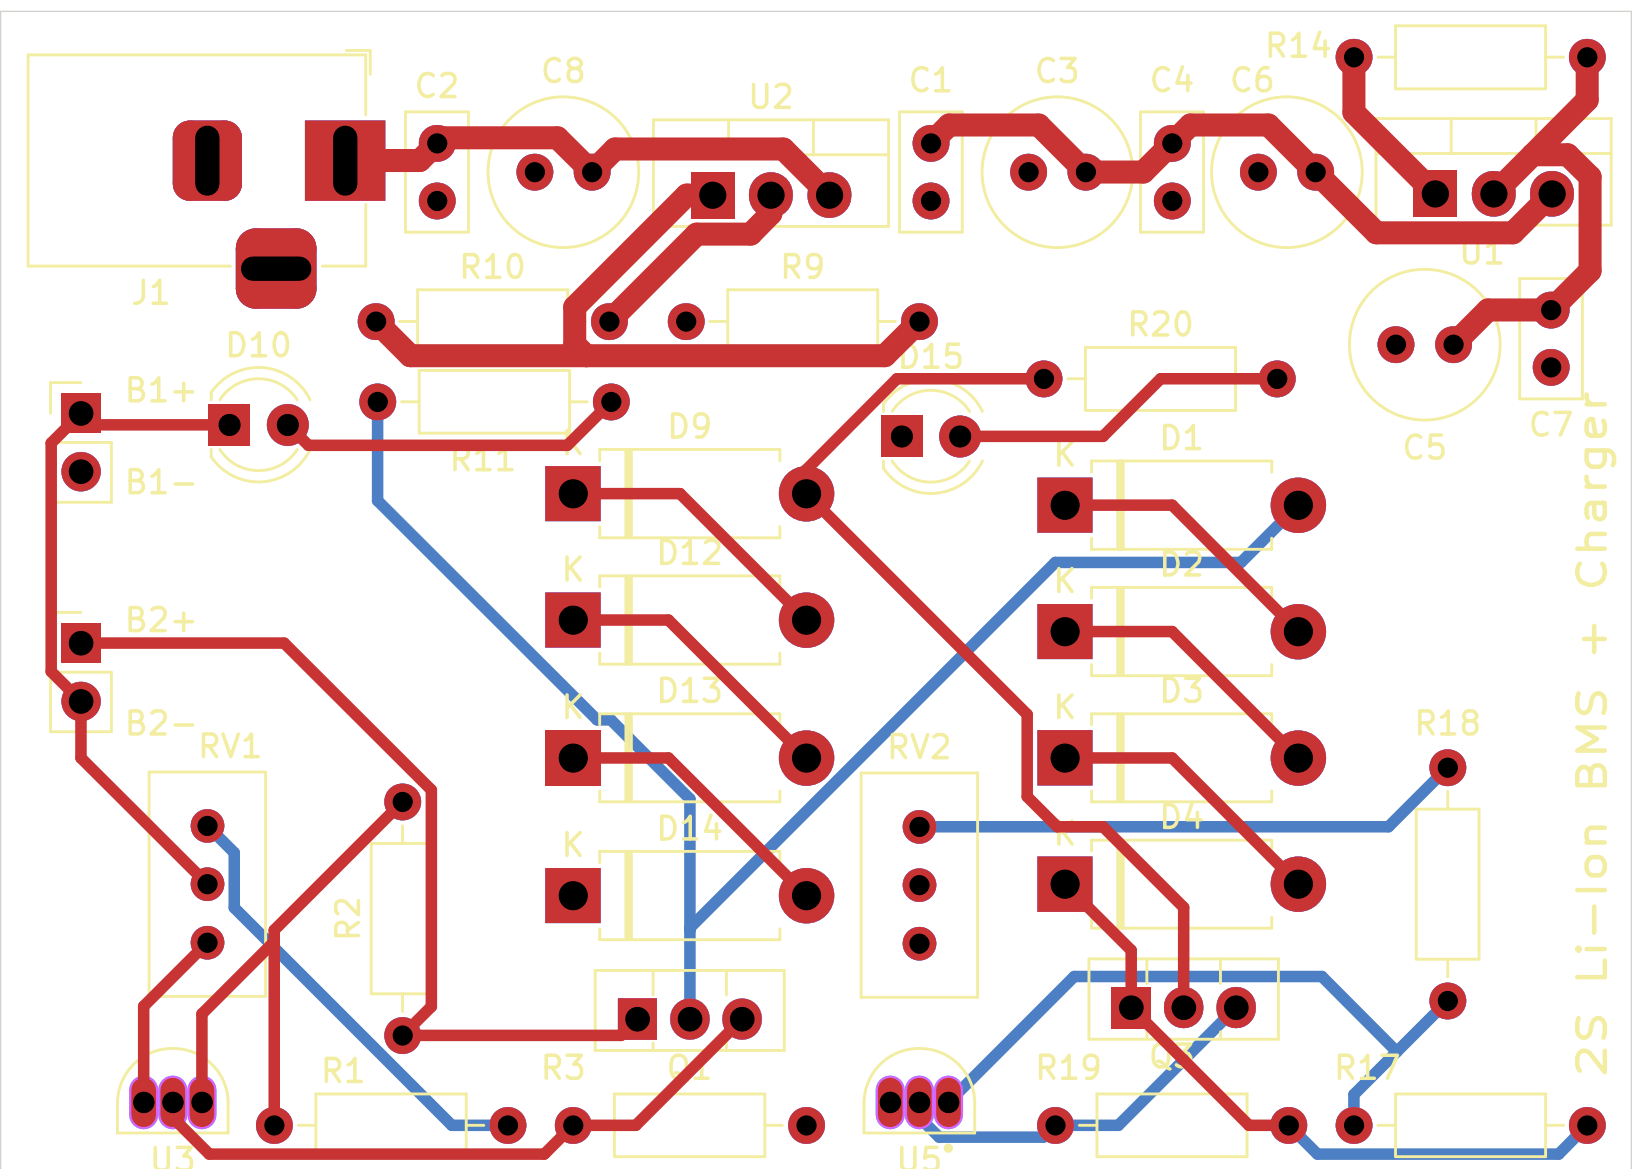 R14
C2
C8
U2
C1
C3
C4
C6
U1
J1
R10
R9
R20
D10
D15
B1+
B1-
R11
K
D9
K
D1
C5
C7
K
D12
K
D2
B2+
B2-
K
D13
K
D3
RV1
RV2
R18
K
D14
K
D4
R2
R1
R3
Q1
Q3
R19
R17
U3
U5
2S Li-Ion BMS + Charger